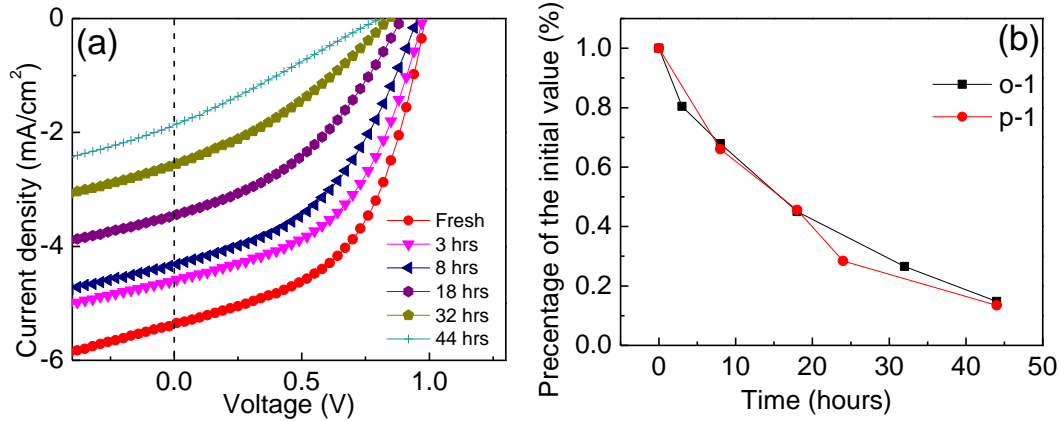 (a)
Current density (mA/cm²)
0
-2
-4
-6
0.0
0.5
1.0
Voltage (V)
Fresh
3 hrs
8 hrs
18 hrs
32 hrs
44 hrs
(b)
Precentage of the initial value (%)
1.0
0.8
0.6
0.4
0.2
0.0
0
10
20
30
40
50
Time (hours)
o-1
p-1